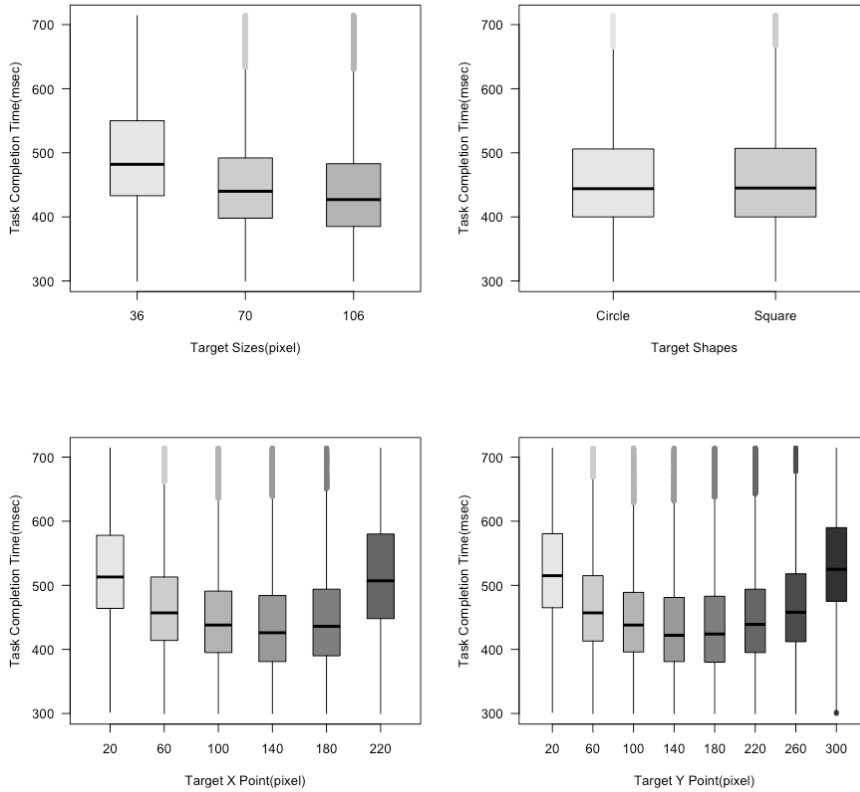 Task Completion Time(msec)
700
600
500
400
300
36 70 106
Target Sizes(pixel)
Task Completion Time(msec)
700
600
500
400
300
Circle Square
Target Shapes
Task Completion Time(msec)
700
600
500
400
300
20 60 100 140 180 220
Target X Point(pixel)
Task Completion Time(msec)
700
600
500
400
300
20 60 100 140 180 220 260 300
Target Y Point(pixel)